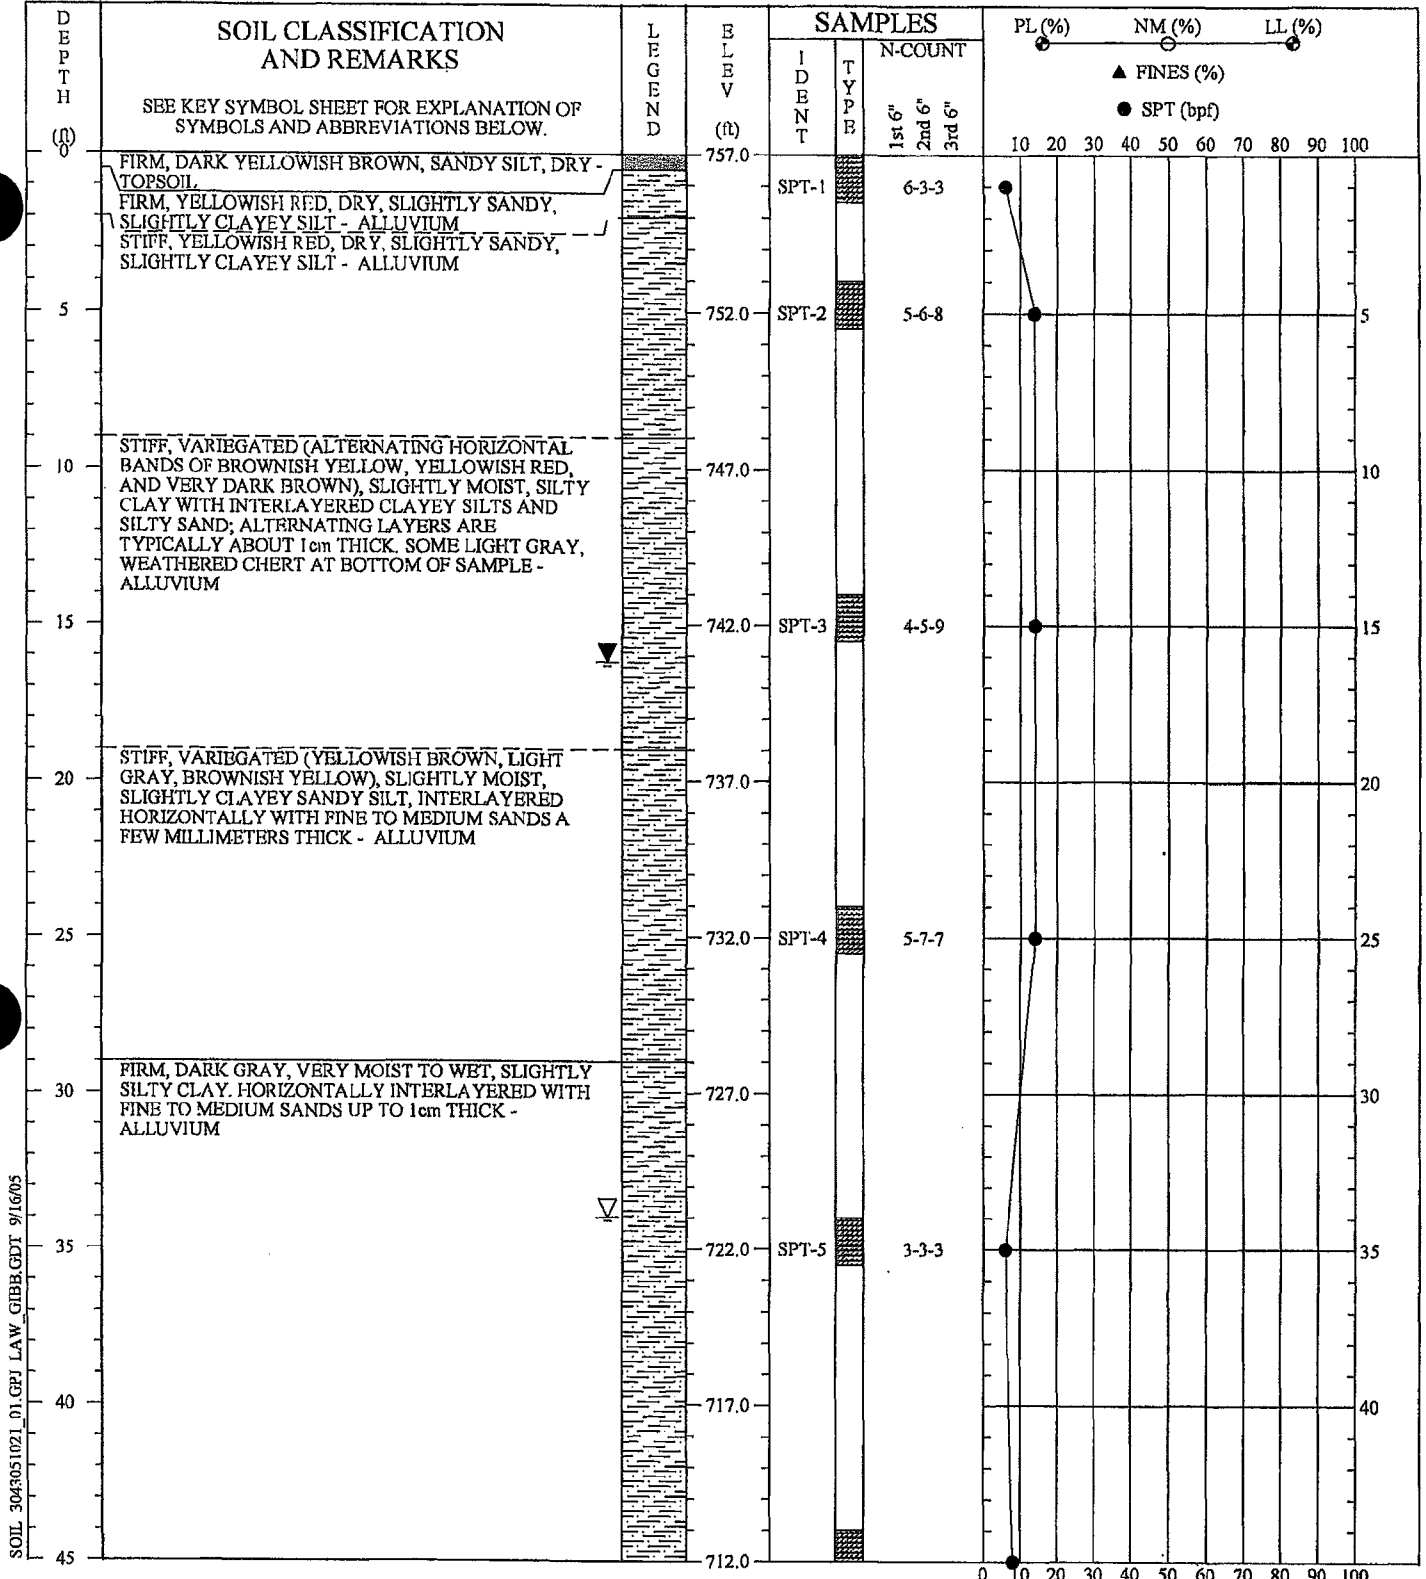 DEPTH
(ft)
SOIL CLASSIFICATION
AND REMARKS
SEE KEY SYMBOL SHEET FOR EXPLANATION OF
SYMBOLS AND ABBREVIATIONS BELOW.
LEGEND
ELEV
(ft)
SAMPLES
IDENT
TYPE
N-COUNT
1st 6"
2nd 6"
3rd 6"
PL (%) NM (%) LL (%)
FINES (%)
SPT (bpf)
10 20 30 40 50 60 70 80 90 100
0
FIRM, DARK YELLOWISH BROWN, SANDY SILT, DRY -
TOPSOIL
FIRM, YELLOWISH RED, DRY, SLIGHTLY SANDY,
SLIGHTLY CLAYEY SILT - ALLUVIUM
STIFF, YELLOWISH RED, DRY, SLIGHTLY SANDY,
SLIGHTLY CLAYEY SILT - ALLUVIUM
757.0
SPT-1 6-3-3
5 752.0 SPT-2 5-6-8 5
STIFF, VARIEGATED (ALTERNATING HORIZONTAL
BANDS OF BROWNISH YELLOW, YELLOWISH RED,
AND VERY DARK BROWN), SLIGHTLY MOIST, SILTY
CLAY WITH INTERLAYERED CLAYEY SILTS AND
SILTY SAND; ALTERNATING LAYERS ARE
TYPICALLY ABOUT 1cm THICK. SOME LIGHT GRAY,
WEATHERED CHERT AT BOTTOM OF SAMPLE -
ALLUVIUM
10 747.0 10
15 742.0 SPT-3 4-5-9 15
STIFF, VARIEGATED (YELLOWISH BROWN, LIGHT
GRAY, BROWNISH YELLOW), SLIGHTLY MOIST,
SLIGHTLY CLAYEY SANDY SILT, INTERLAYERED
HORIZONTALLY WITH FINE TO MEDIUM SANDS A
FEW MILLIMETERS THICK - ALLUVIUM
20 737.0 20
25 732.0 SPT-4 5-7-7 25
FIRM, DARK GRAY, VERY MOIST TO WET, SLIGHTLY
SILTY CLAY. HORIZONTALLY INTERLAYERED WITH
FINE TO MEDIUM SANDS UP TO 1cm THICK -
ALLUVIUM
30 727.0 30
35 722.0 SPT-5 3-3-3 35
40 717.0 40
45 712.0
0 10 20 30 40 50 60 70 80 90 100
SOIL 3043051021_01.GPJ LAW_GIBB.GDT 9/16/05